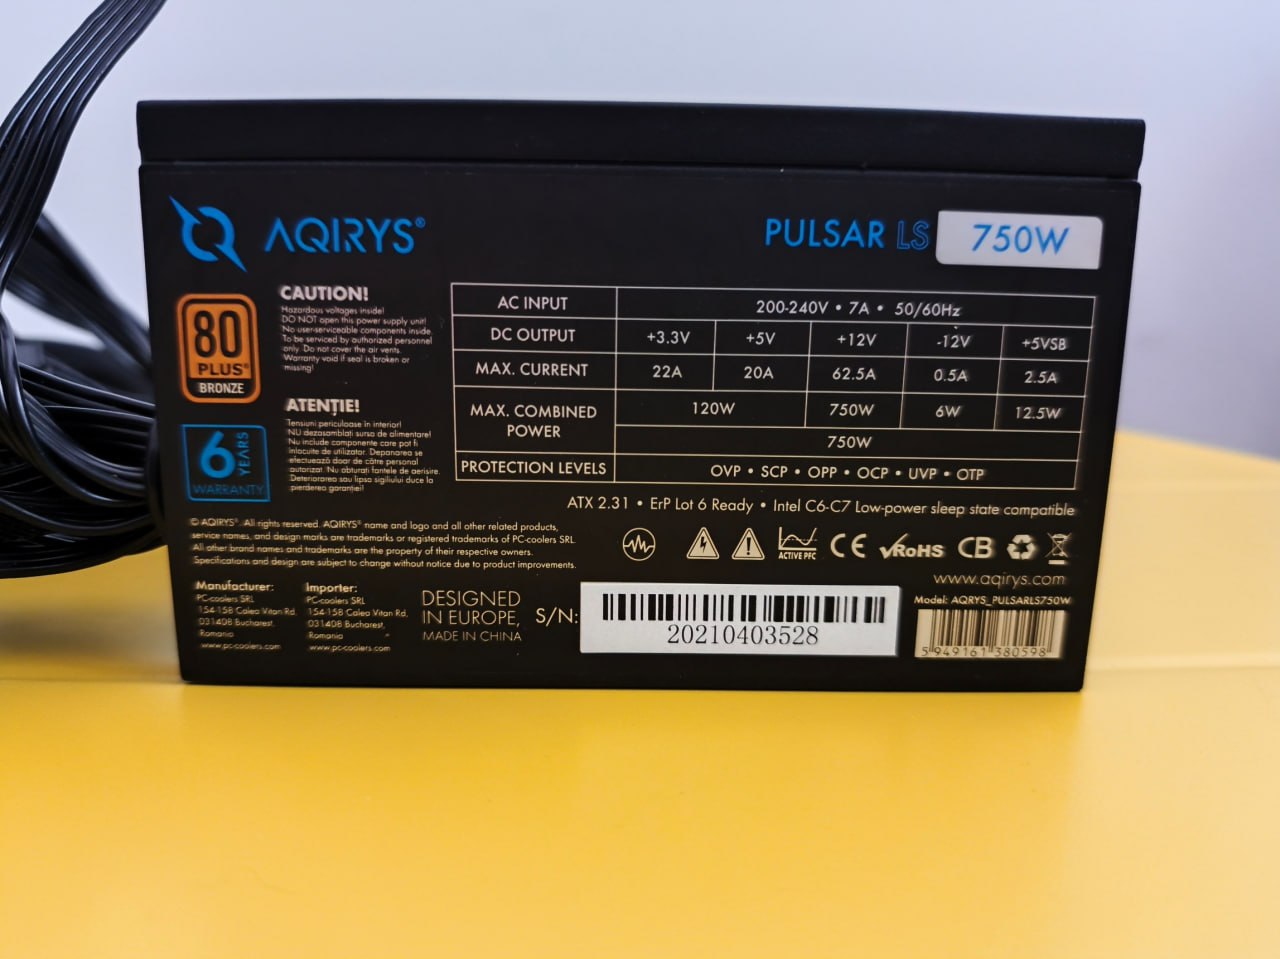 AQIRYS®
PULSAR LS 750W
80
PLUS®
BRONZE
6 YEARS
WARRANTY
CAUTION!
Hazardous voltages inside!
DO NOT open this power supply unit!
No user-serviceable components inside.
To be serviced by authorized personnel
only. Do not cover the air vents.
Warranty void if seal is broken or
missing!
ATENȚIE!
Tensiuni periculoase în interior!
NU dezasamblați sursa de alimentare!
Nu include componente care pot fi
înlocuite de utilizator. Depanarea se
efectuează doar de către personal
autorizat. Nu obturați fantele de aerisire.
Deteriorarea sau lipsa sigiliului duce la
pierderea garanției!
AC INPUT 200-240V • 7A • 50/60Hz
DC OUTPUT +3.3V +5V +12V -12V +5VSB
MAX. CURRENT 22A 20A 62.5A 0.5A 2.5A
MAX. COMBINED POWER 120W 750W 6W 12.5W
750W
PROTECTION LEVELS OVP • SCP • OPP • OCP • UVP • OTP
ATX 2.31 • ErP Lot 6 Ready • Intel C6-C7 Low-power sleep state compatible
© AQIRYS®. All rights reserved. AQIRYS® name and logo and all other related products,
service names, and design marks are trademarks or registered trademarks of PC-coolers SRL.
All other brand names and trademarks are the property of their respective owners.
Specifications and design are subject to change without notice due to product improvements.
ACTIVE PFC
CE
RoHS
CB
www.aqirys.com
Manufacturer:
PC-coolers SRL
154-158 Calea Vitan Rd.
031408 Bucharest,
Romania
www.pc-coolers.com
Importer:
PC-coolers SRL
154-158 Calea Vitan Rd.
031408 Bucharest,
Romania
www.pc-coolers.com
DESIGNED
IN EUROPE,
MADE IN CHINA
S/N:
20210403528
Model: AQRYS_PULSARLS750W
5 949161 380598